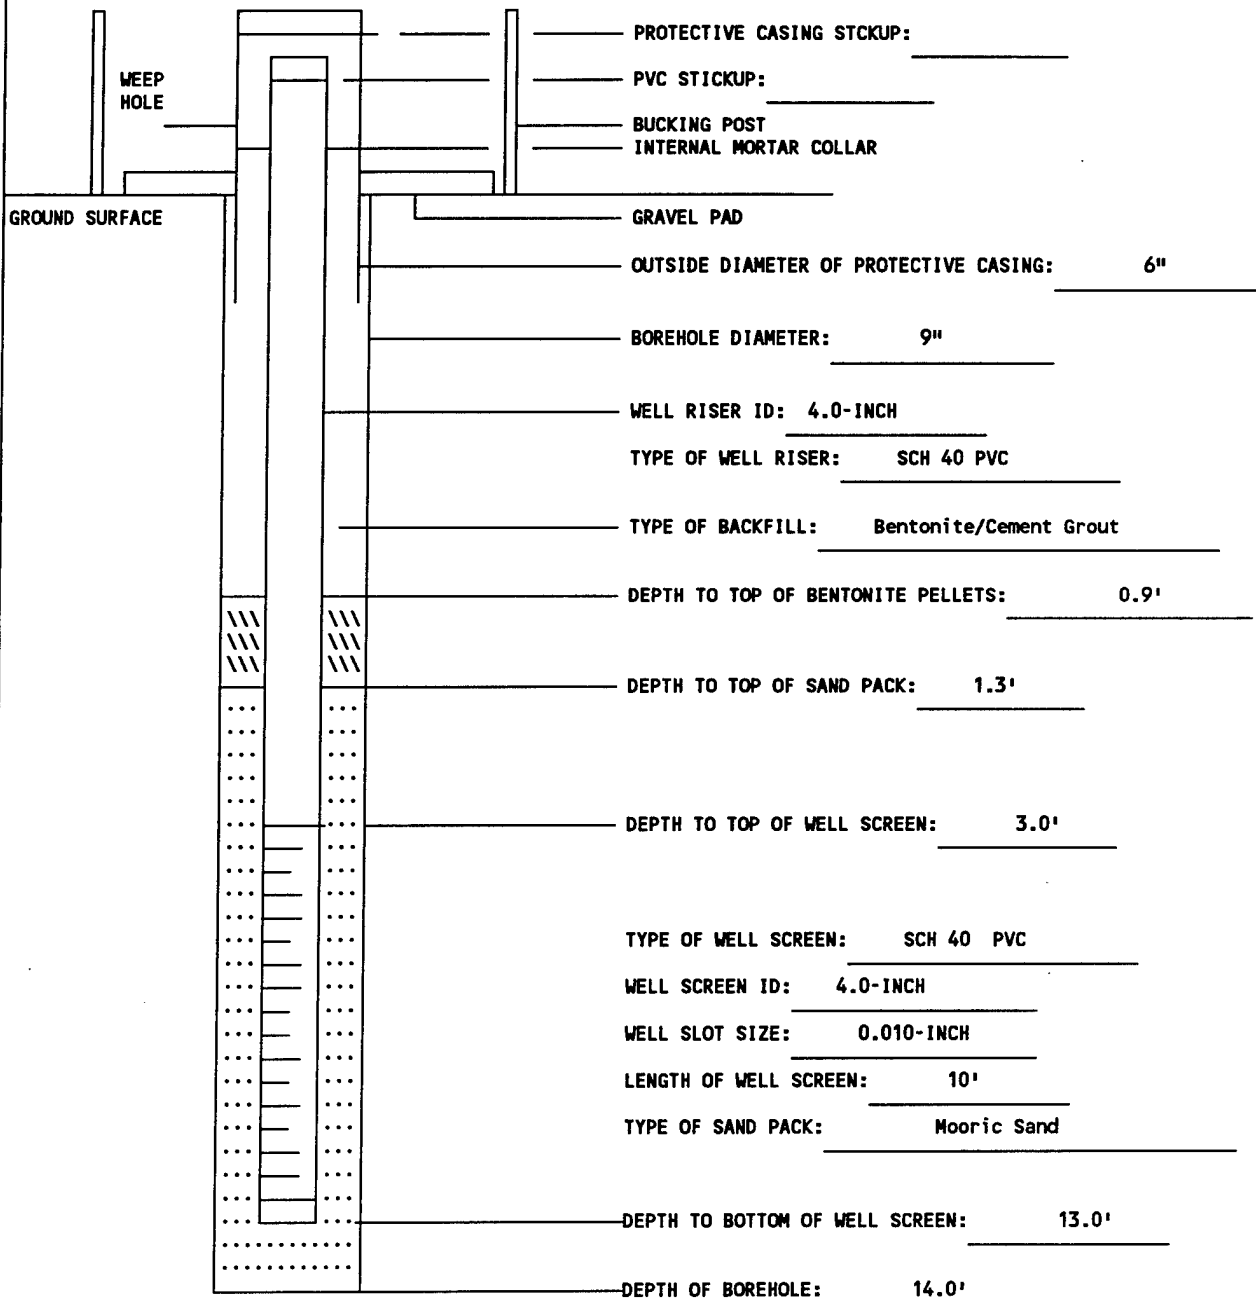 PROTECTIVE CASING STCKUP:
WEEP
HOLE
PVC STICKUP:
BUCKING POST
INTERNAL MORTAR COLLAR
GROUND SURFACE
GRAVEL PAD
OUTSIDE DIAMETER OF PROTECTIVE CASING: 6"
BOREHOLE DIAMETER: 9"
WELL RISER ID: 4.0-INCH
TYPE OF WELL RISER: SCH 40 PVC
TYPE OF BACKFILL: Bentonite/Cement Grout
DEPTH TO TOP OF BENTONITE PELLETS: 0.9'
DEPTH TO TOP OF SAND PACK: 1.3'
DEPTH TO TOP OF WELL SCREEN: 3.0'
TYPE OF WELL SCREEN: SCH 40 PVC
WELL SCREEN ID: 4.0-INCH
WELL SLOT SIZE: 0.010-INCH
LENGTH OF WELL SCREEN: 10'
TYPE OF SAND PACK: Mooric Sand
DEPTH TO BOTTOM OF WELL SCREEN: 13.0'
DEPTH OF BOREHOLE: 14.0'